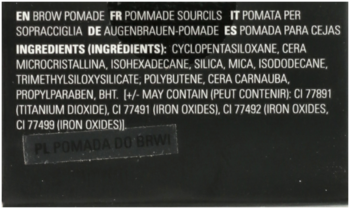 EN BROW POMADE FR POMMADE SOURCILS IT POMATA PER
SOPRACCIGLIA DE AUGENBRAUEN-POMADE ES POMADA PARA CEJAS
INGREDIENTS (INGRÉDIENTS): CYCLOPENTASILOXANE, CERA
MICROCRISTALLINA, ISOHEXADECANE, SILICA, MICA, ISODODECANE,
TRIMETHYLSILOXYSILICATE, POLYBUTENE, CERA CARNAUBA,
PROPYLPARABEN, BHT. [+/- MAY CONTAIN (PEUT CONTENIR): CI 77891
(TITANIUM DIOXIDE), CI 77491 (IRON OXIDES), CI 77492 (IRON OXIDES,
CI 77499 (IRON OXIDES)].
PL POMADA DO BRWI